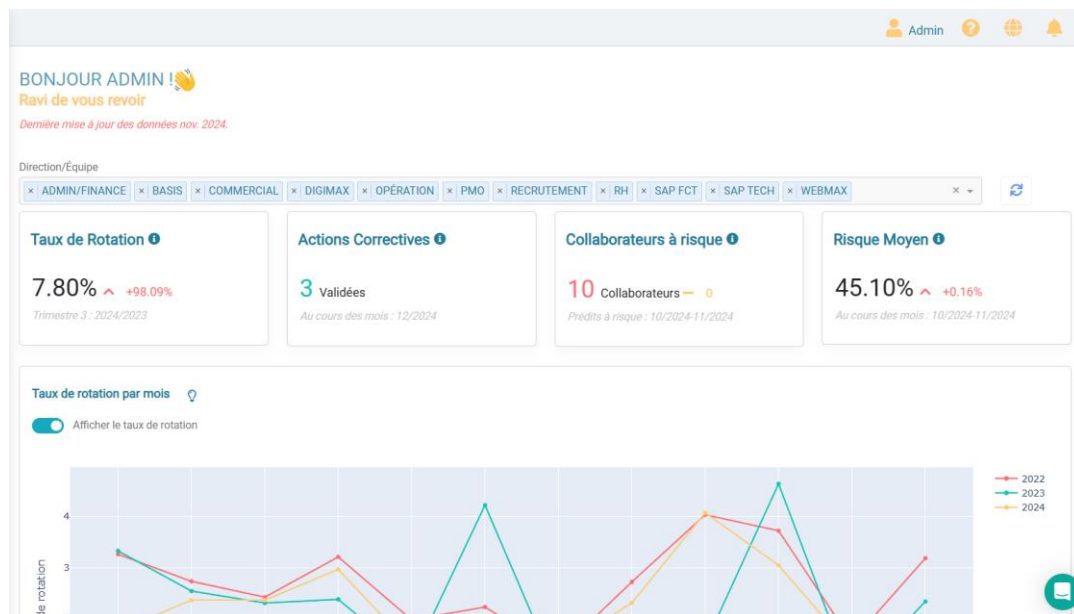 Admin
BONJOUR ADMIN !
Ravi de vous revoir
Dernière mise à jour des données nov. 2024.
Direction/Équipe
× ADMIN/FINANCE × BASIS × COMMERCIAL × DIGIMAX × OPÉRATION × PMO × RECRUTEMENT × RH × SAP FCT × SAP TECH × WEBMAX ×
Taux de Rotation
7.80% +98.09%
Trimestre 3 : 2024/2023
Actions Correctives
3 Validées
Au cours des mois : 12/2024
Collaborateurs à risque
10 Collaborateurs 0
Prédits à risque : 10/2024-11/2024
Risque Moyen
45.10% +0.16%
Au cours des mois : 10/2024-11/2024
Taux de rotation par mois
Afficher le taux de rotation
2022
2023
2024
4
3
de rotation